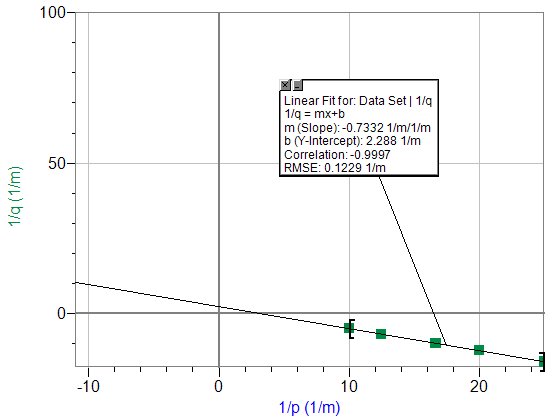 100
50
0
1/q (1/m)
Linear Fit for: Data Set | 1/q
1/q = mx+b
m (Slope): -0.7332 1/m/1/m
b (Y-Intercept): 2.288 1/m
Correlation: -0.9997
RMSE: 0.1229 1/m
-10 0 10 20
1/p (1/m)